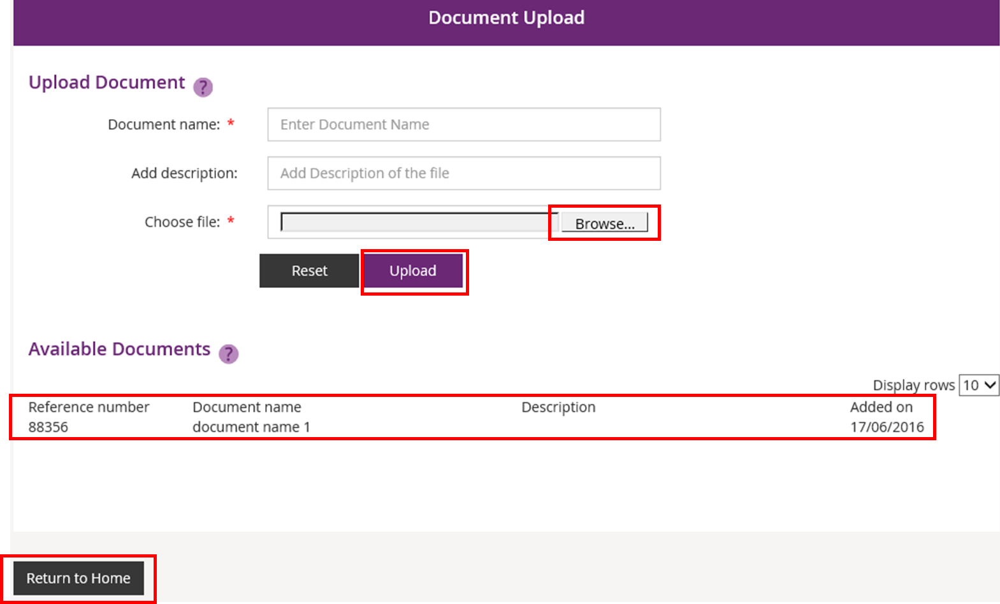 Document Upload
Upload Document ?
Document name: * Enter Document Name
Add description: Add Description of the file
Choose file: * Browse...
Reset Upload
Available Documents ?
Display rows 10
Reference number Document name Description Added on
88356 document name 1 17/06/2016
Return to Home